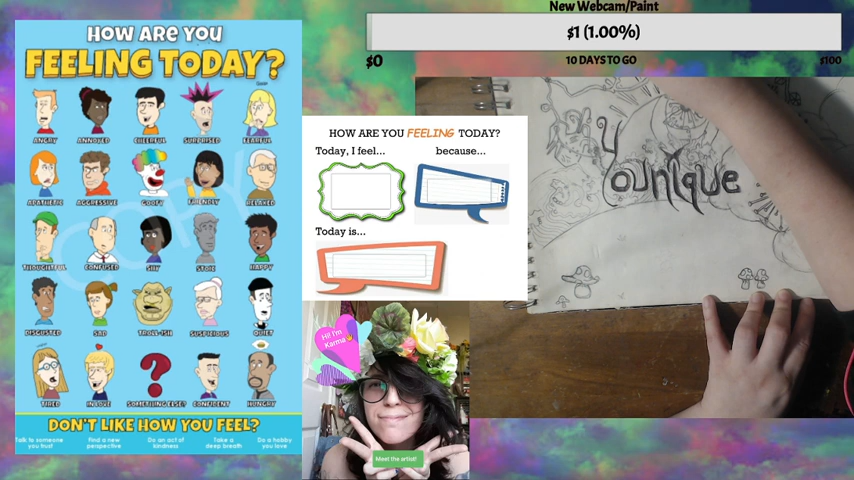 HOW ARE YOU
FEELING TODAY?
ANGRY
ANNOYED
CHEERFUL
SURPRISED
FEARFUL
APATHETIC
AGGRESSIVE
GOOFY
FRIENDLY
RELAXED
THOUGHTFUL
CONFUSED
SHY
STOIC
HAPPY
DISGUSTED
SAD
TROLL-ISH
SUSPICIOUS
QUIET
TIRED
IN LOVE
SOMETHING ELSE?
CONFIDENT
HUNGRY
DON'T LIKE HOW YOU FEEL?
Talk to someone
you trust
Find a new
perspective
Do an act of
kindness
Take a
deep breath
Do a hobby
you love
COPY
HOW ARE YOU FEELING TODAY?
Today, I feel... because...
Today is...
Hi! I'm
Karma
Meet the artist!
New Webcam/Paint
$1 (1.00%)
$0 10 DAYS TO GO $100
Younique